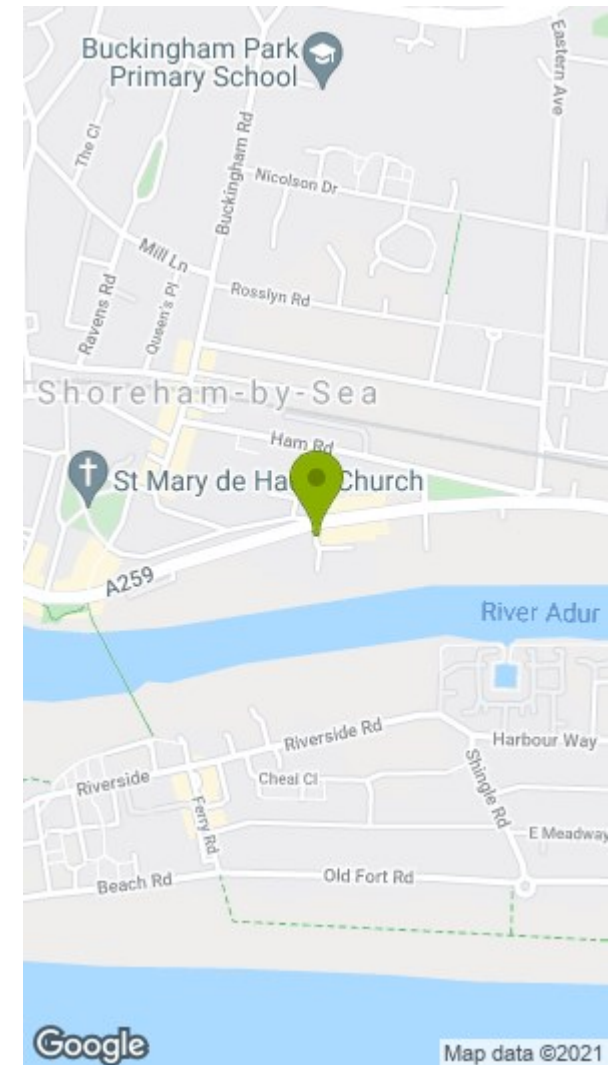 Buckingham Park
Primary School
Eastern Ave
The Cl
Buckingham Rd
Nicolson Dr
Mill Ln
Ravens Rd
Queen's Pl
Rosslyn Rd
Shoreham-by-Sea
Ham Rd
St Mary de Ha Church
A259
River Adur
Riverside Rd
Harbour Way
Riverside
Cheal Cl
Shingle Rd
Ferry Rd
E Meadway
Beach Rd
Old Fort Rd
Google
Map data ©2021